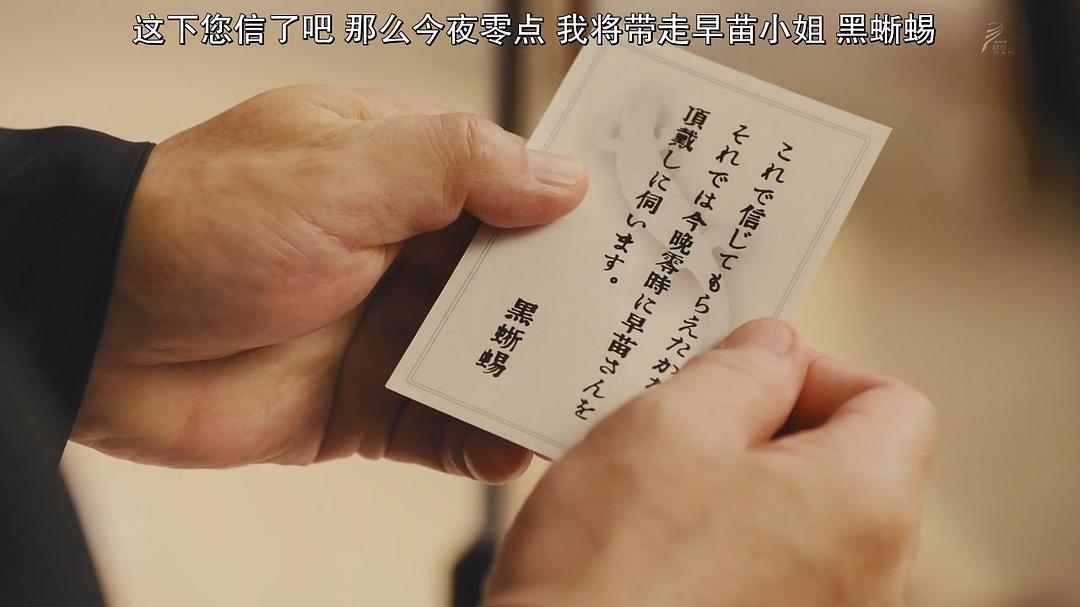 这下您信了吧 那么今夜零点 我将带走早苗小姐 黑蜥蜴
これで信じてもらえたかな
それでは今晩零時に早苗さんを
頂戴しに伺います。
黒蜥蜴